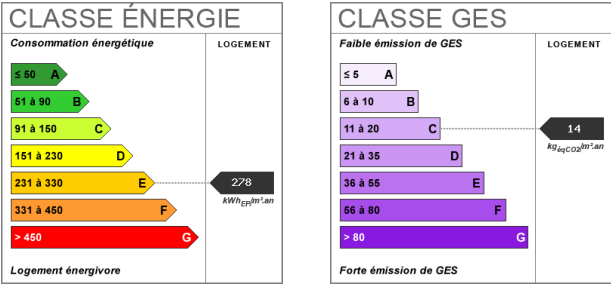 CLASSE ÉNERGIE
Consommation énergétique
LOGEMENT
≤ 50 A
51 à 90 B
91 à 150 C
151 à 230 D
231 à 330 E
278
kWhEP/m².an
331 à 450 F
> 450 G
Logement énergivore
CLASSE GES
Faible émission de GES
LOGEMENT
≤ 5 A
6 à 10 B
11 à 20 C
14
kgéqCO2/m².an
21 à 35 D
36 à 55 E
56 à 80 F
> 80 G
Forte émission de GES